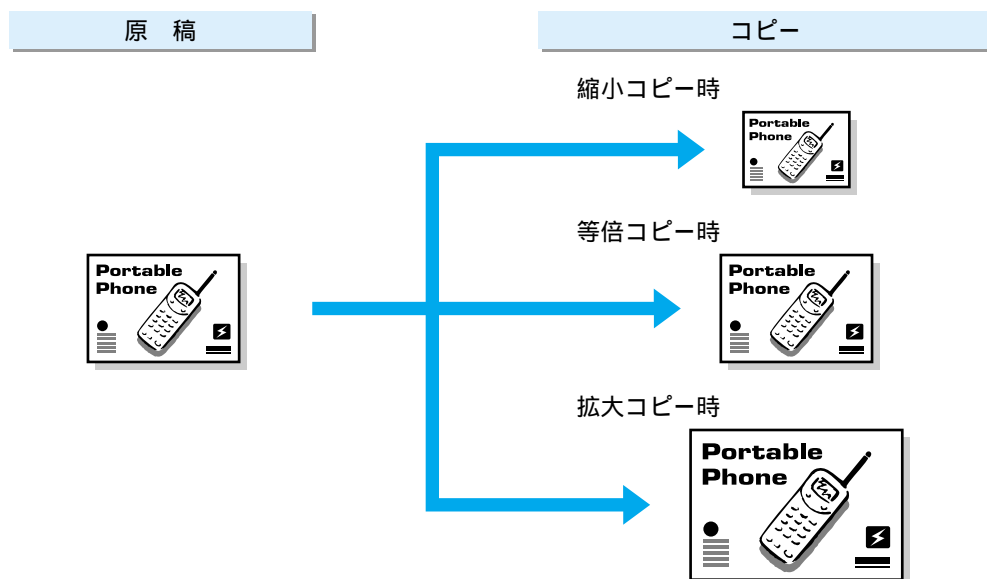 原 稿
コピー
縮小コピー時
Portable
Phone
等倍コピー時
Portable
Phone
Portable
Phone
拡大コピー時
Portable
Phone